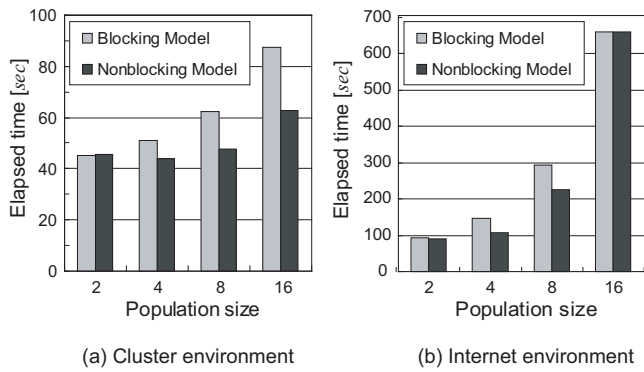 100
80
60
40
20
0
Elapsed time [sec]
Blocking Model
Nonblocking Model
2 4 8 16
Population size
(a) Cluster environment
700
600
500
400
300
200
100
0
Elapsed time [sec]
Blocking Model
Nonblocking Model
2 4 8 16
Population size
(b) Internet environment